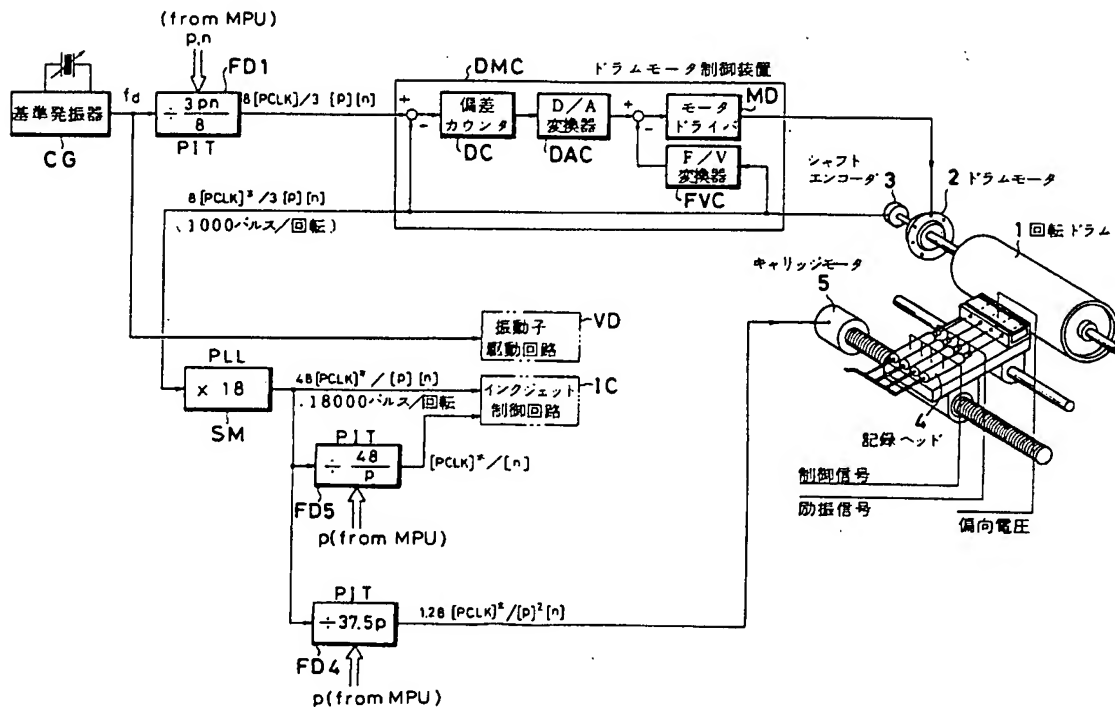 (from MPU)
p,n
FD1
DMC
ドラムモータ制御装置
MD
基準発振器
fd
÷ 3pn/8
8[PCLK]/3 [p][n]
+
-
偏差
カウンタ
D/A
変換器
+
-
モータ
ドライバ
CG
PIT
DC
DAC
F/V
変換器
FVC
シャフト
エンコーダ
3
2 ドラムモータ
1 回転ドラム
8[PCLK]*/3[p][n]
(1000パルス/回転)
キャリッジモータ
5
振動子
駆動回路
VD
PLL
× 18
SM
48[PCLK]*/[p][n]
.18000パルス/回転
インクジェット
制御回路
IC
PIT
÷ 48/p
[PCLK]*/[n]
FD5
p(from MPU)
4
記録ヘッド
制御信号
励振信号
偏向電圧
PIT
÷37.5p
1.28[PCLK]*/[p]²[n]
FD4
p(from MPU)